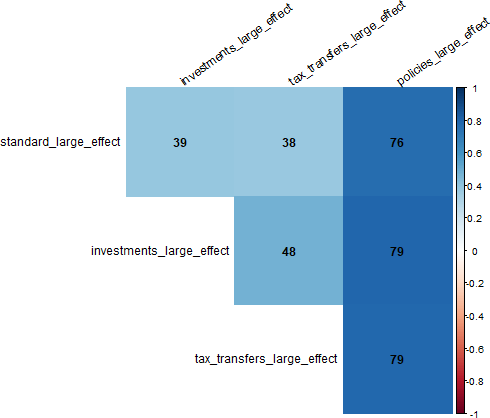 investments_large_effect
tax_transfers_large_effect
policies_large_effect
standard_large_effect
39
38
76
investments_large_effect
48
79
tax_transfers_large_effect
79
1
0.8
0.6
0.4
0.2
0
-0.2
-0.4
-0.6
-0.8
-1